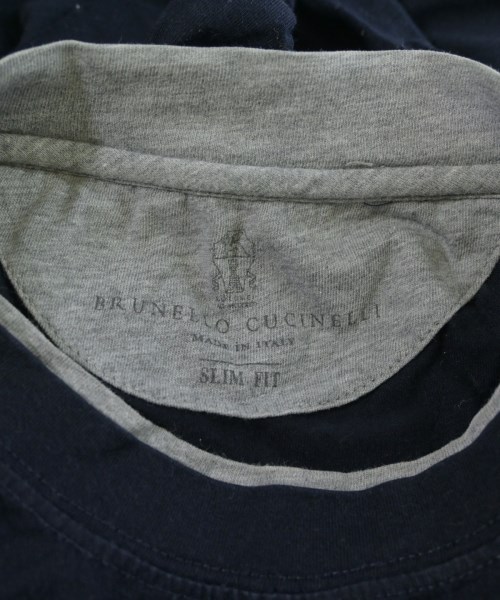 BRUNELLO CUCINELLI
MADE IN ITALY
SLIM FIT